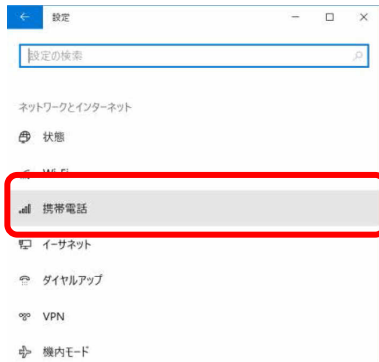 設定
設定の検索
ネットワークとインターネット
状態
Wi-Fi
携帯電話
イーサネット
ダイヤルアップ
VPN
機内モード